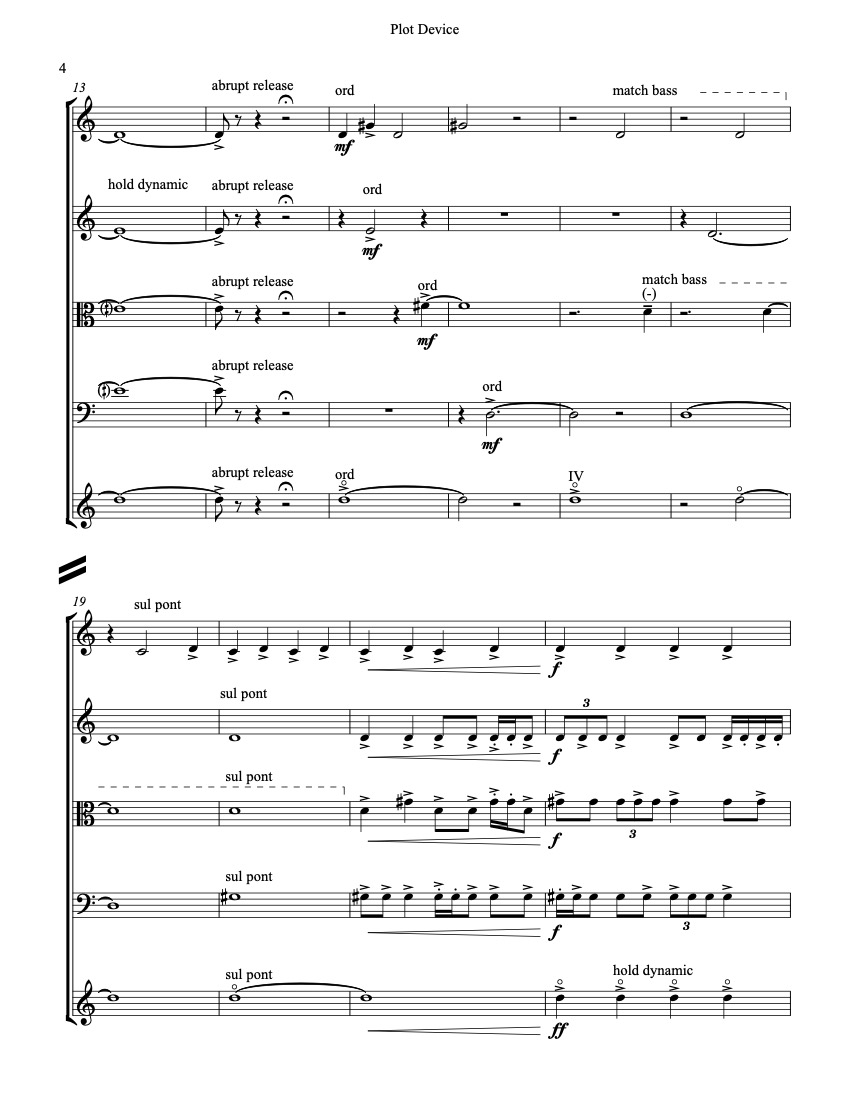 Plot Device
4
13
abrupt release
ord
match bass
mf
hold dynamic
abrupt release
ord
mf
abrupt release
ord
match bass
(-)
mf
abrupt release
ord
mf
abrupt release
ord
IV
19
sul pont
f
sul pont
3
f
sul pont
3
f
sul pont
3
f
sul pont
hold dynamic
ff